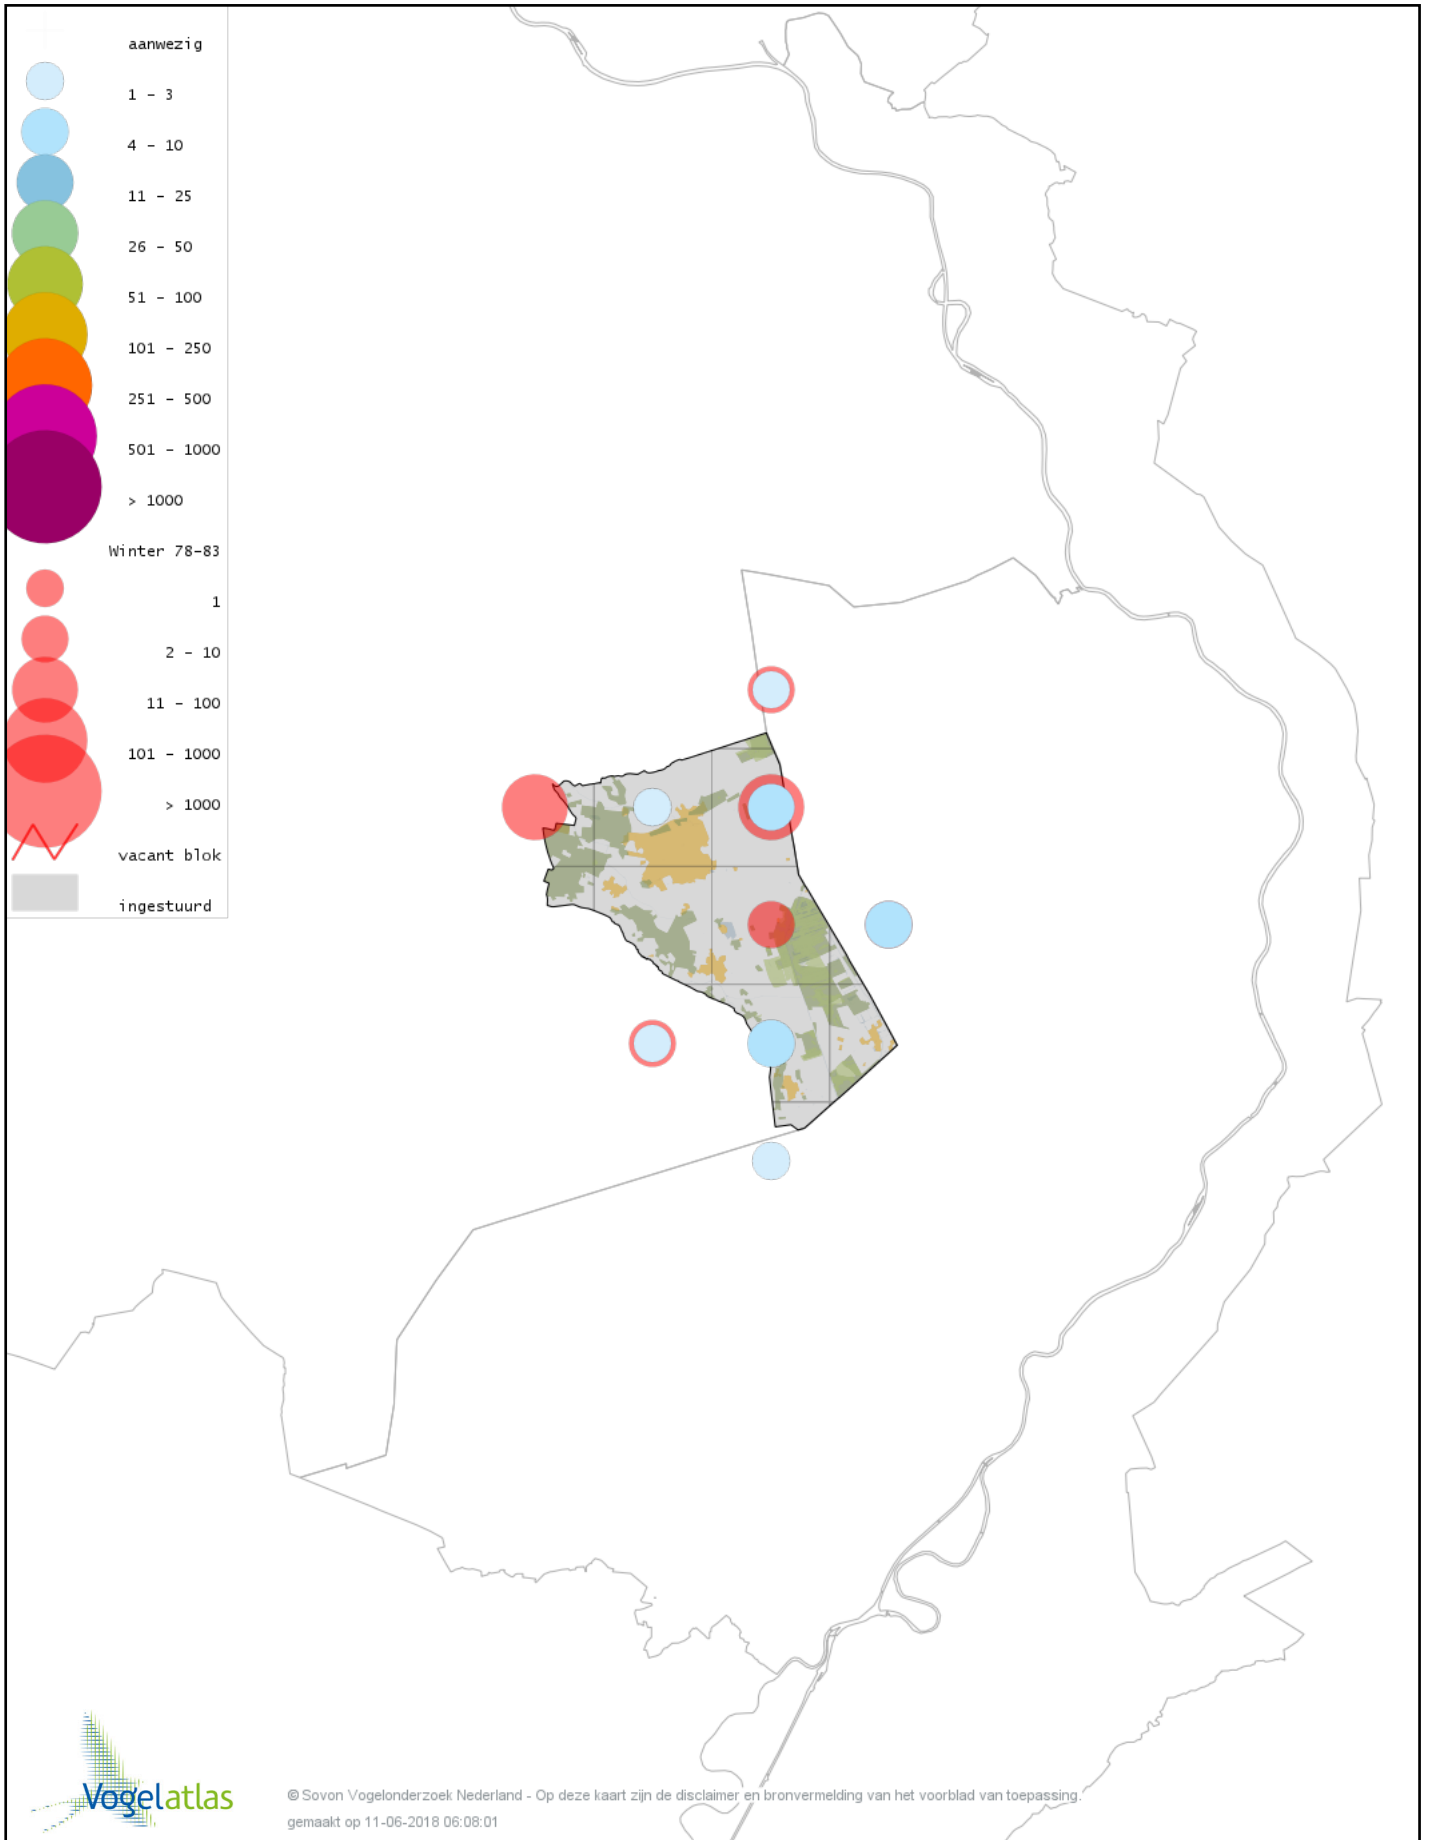 aanwezig
1 - 3
4 - 10
11 - 25
26 - 50
51 - 100
101 - 250
251 - 500
501 - 1000
> 1000
Winter 78-83
1
2 - 10
11 - 100
101 - 1000
> 1000
vacant blok
ingestuurd
Vogelatlas
© Sovon Vogelonderzoek Nederland - Op deze kaart zijn de disclaimer en bronvermelding van het voorblad van toepassing.
gemaakt op 11-06-2018 06:08:01